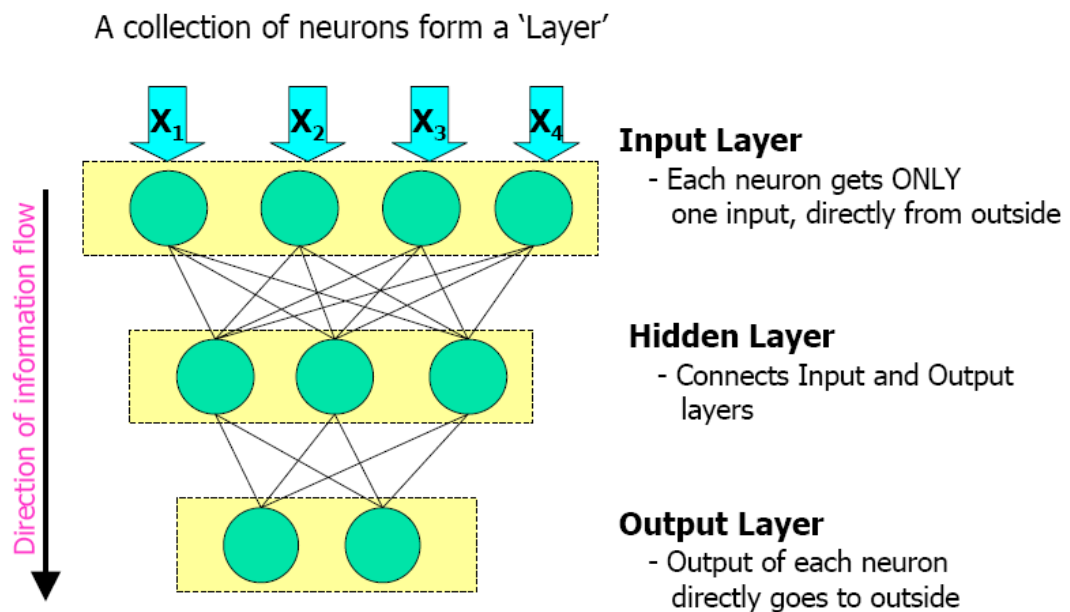 A collection of neurons form a ‘Layer’
X1
X2
X3
X4
Input Layer
- Each neuron gets ONLY
one input, directly from outside
Direction of information flow
Hidden Layer
- Connects Input and Output
layers
Output Layer
- Output of each neuron
directly goes to outside